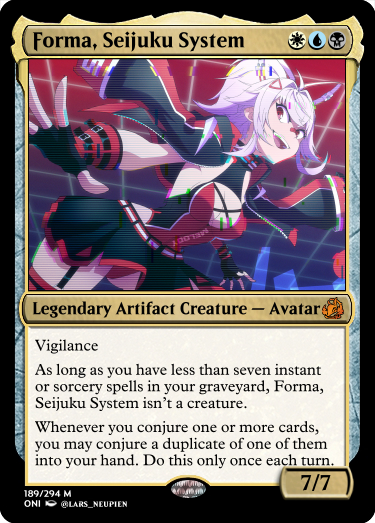 Forma, Seijuku System
Legendary Artifact Creature — Avatar
Vigilance
As long as you have less than seven instant
or sorcery spells in your graveyard, Forma,
Seijuku System isn't a creature.
Whenever you conjure one or more cards,
you may conjure a duplicate of one of them
into your hand. Do this only once each turn.
7/7
189/294 M
ONI @LARS_NEUPIEN